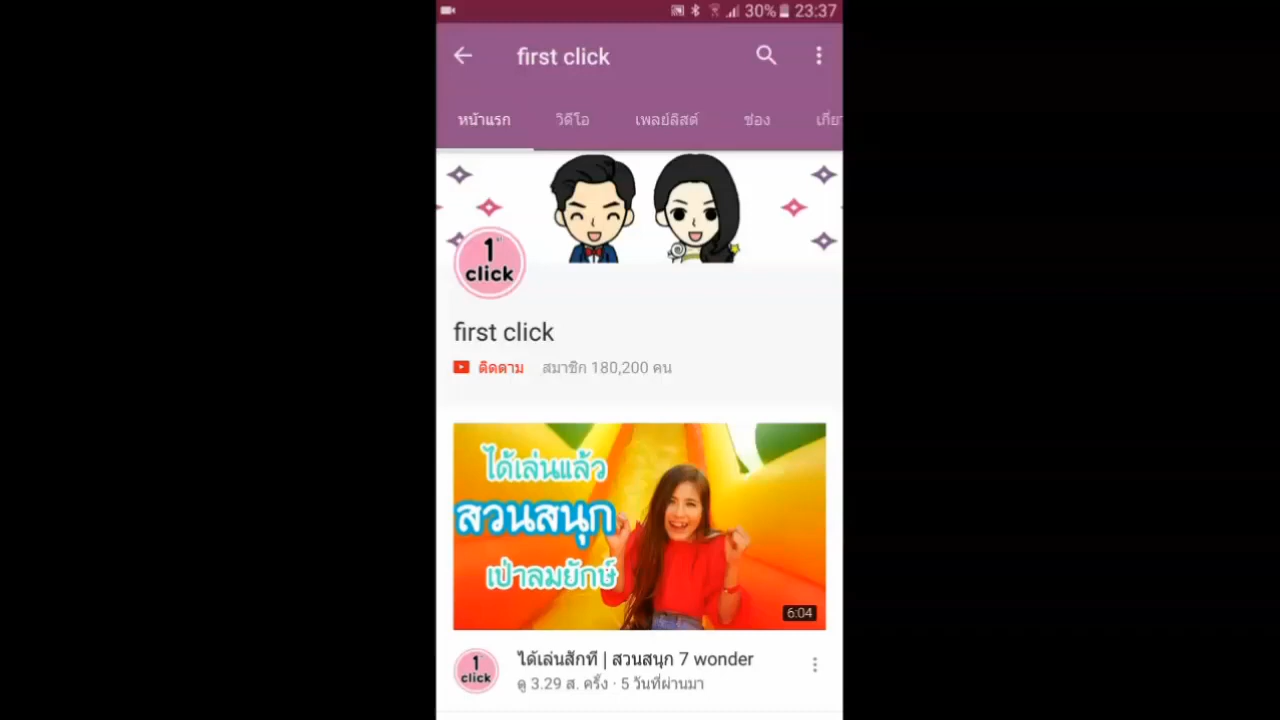 30% 23:37
first click
หน้าแรก วิดีโอ เพลย์ลิสต์ ช่อง เกี่ยว
1st
click
first click
ติดตาม สมาชิก 180,200 คน
ได้เล่นแล้ว
สวนสนุก
เป่าลมยักษ์
6:04
1st
click
ได้เล่นสักที | สวนสนุก 7 wonder
ดู 3.29 ส. ครั้ง · 5 วันที่ผ่านมา